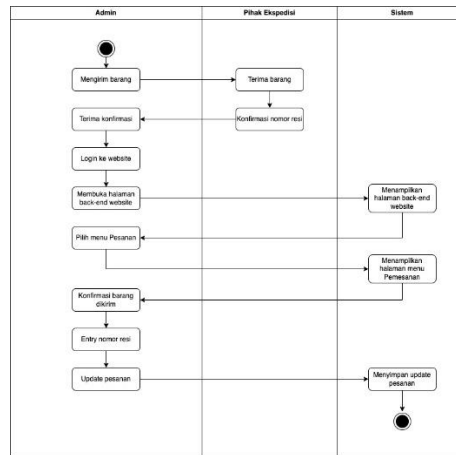 Admin
Pihak Ekspedisi
Sistem
Mengirim barang
Terima barang
Terima konfirmasi
Konfirmasi nomor resi
Login ke website
Membuka halaman
back-end website
Menampilkan
halaman back-end
website
Pilih menu Pesanan
Menampilkan
halaman menu
Pemesanan
Konfirmasi barang
dikirim
Entry nomor resi
Update pesanan
Menyimpan update
pesanan